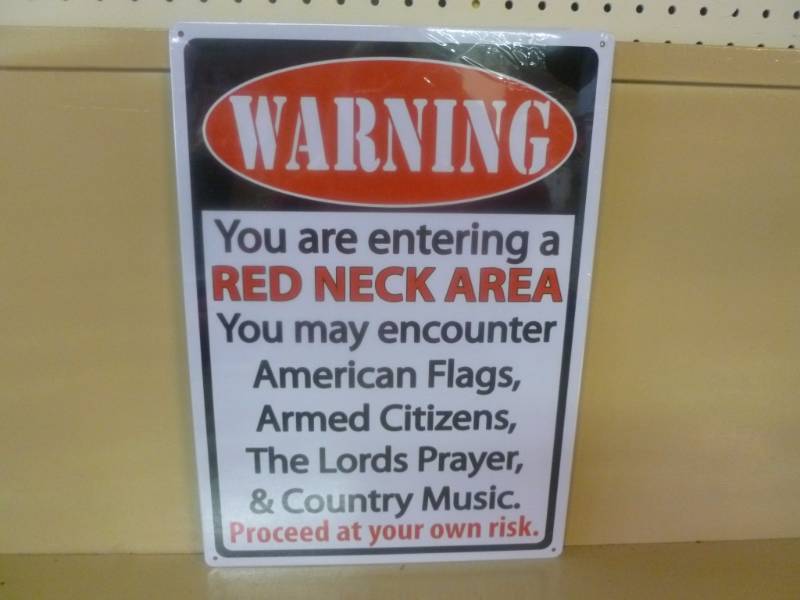 WARNING
You are entering a
RED NECK AREA
You may encounter
American Flags,
Armed Citizens,
The Lords Prayer,
& Country Music.
Proceed at your own risk.